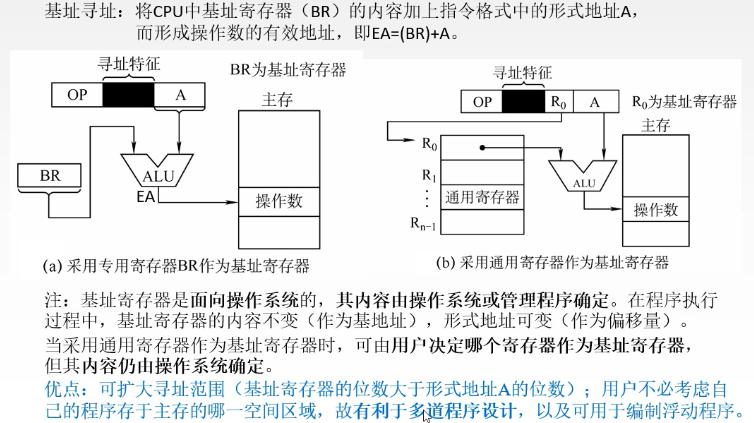 基址寻址：将CPU中基址寄存器（BR）的内容加上指令格式中的形式地址A，
而形成操作数的有效地址，即EA=(BR)+A。
寻址特征
BR为基址寄存器
OP
A
主存
BR
ALU
EA
操作数
(a) 采用专用寄存器BR作为基址寄存器
寻址特征
OP
R0
A
R0为基址寄存器
主存
R0
R1
⋮
通用寄存器
Rn-1
ALU
操作数
(b) 采用通用寄存器作为基址寄存器
注：基址寄存器是面向操作系统的，其内容由操作系统或管理程序确定。在程序执行
过程中，基址寄存器的内容不变（作为基地址），形式地址可变（作为偏移量）。
当采用通用寄存器作为基址寄存器时，可由用户决定哪个寄存器作为基址寄存器，
但其内容仍由操作系统确定。
优点：可扩大寻址范围（基址寄存器的位数大于形式地址A的位数）；用户不必考虑自
己的程序存于主存的哪一空间区域，故有利于多道程序设计，以及可用于编制浮动程序。